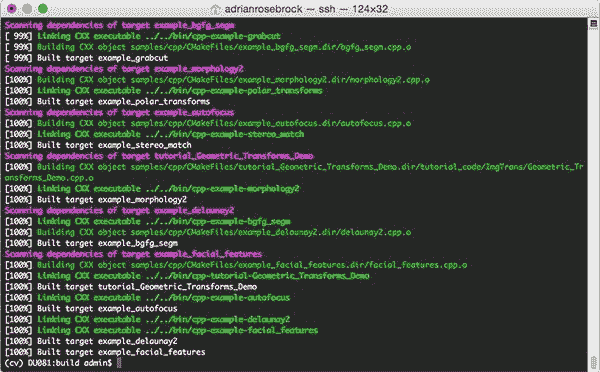 adrianrosebrock — ssh — 124×32
Scanning dependencies of target example_bgfg_segm
[ 99%] Linking CXX executable ../../bin/cpp-example-grabcut
[ 99%] Building CXX object samples/cpp/CMakeFiles/example_bgfg_segm.dir/bgfg_segm.cpp.o
[ 99%] Built target example_grabcut
Scanning dependencies of target example_morphology2
[100%] Building CXX object samples/cpp/CMakeFiles/example_morphology2.dir/morphology2.cpp.o
[100%] Linking CXX executable ../../bin/cpp-example-polar_transforms
[100%] Built target example_polar_transforms
Scanning dependencies of target example_autofocus
[100%] Building CXX object samples/cpp/CMakeFiles/example_autofocus.dir/autofocus.cpp.o
[100%] Linking CXX executable ../../bin/cpp-example-stereo_match
[100%] Built target example_stereo_match
Scanning dependencies of target tutorial_Geometric_Transforms_Demo
[100%] Building CXX object samples/cpp/CMakeFiles/tutorial_Geometric_Transforms_Demo.dir/tutorial_code/ImgTrans/Geometric_Tr
ansforms_Demo.cpp.o
[100%] Linking CXX executable ../../bin/cpp-example-morphology2
[100%] Built target example_morphology2
Scanning dependencies of target example_delaunay2
[100%] Linking CXX executable ../../bin/cpp-example-bgfg_segm
[100%] Building CXX object samples/cpp/CMakeFiles/example_delaunay2.dir/delaunay2.cpp.o
[100%] Built target example_bgfg_segm
Scanning dependencies of target example_facial_features
[100%] Building CXX object samples/cpp/CMakeFiles/example_facial_features.dir/facial_features.cpp.o
[100%] Linking CXX executable ../../bin/cpp-tutorial-Geometric_Transforms_Demo
[100%] Built target tutorial_Geometric_Transforms_Demo
[100%] Linking CXX executable ../../bin/cpp-example-autofocus
[100%] Built target example_autofocus
[100%] Linking CXX executable ../../bin/cpp-example-delaunay2
[100%] Linking CXX executable ../../bin/cpp-example-facial_features
[100%] Built target example_delaunay2
[100%] Built target example_facial_features
(cv) DU081:build admin$